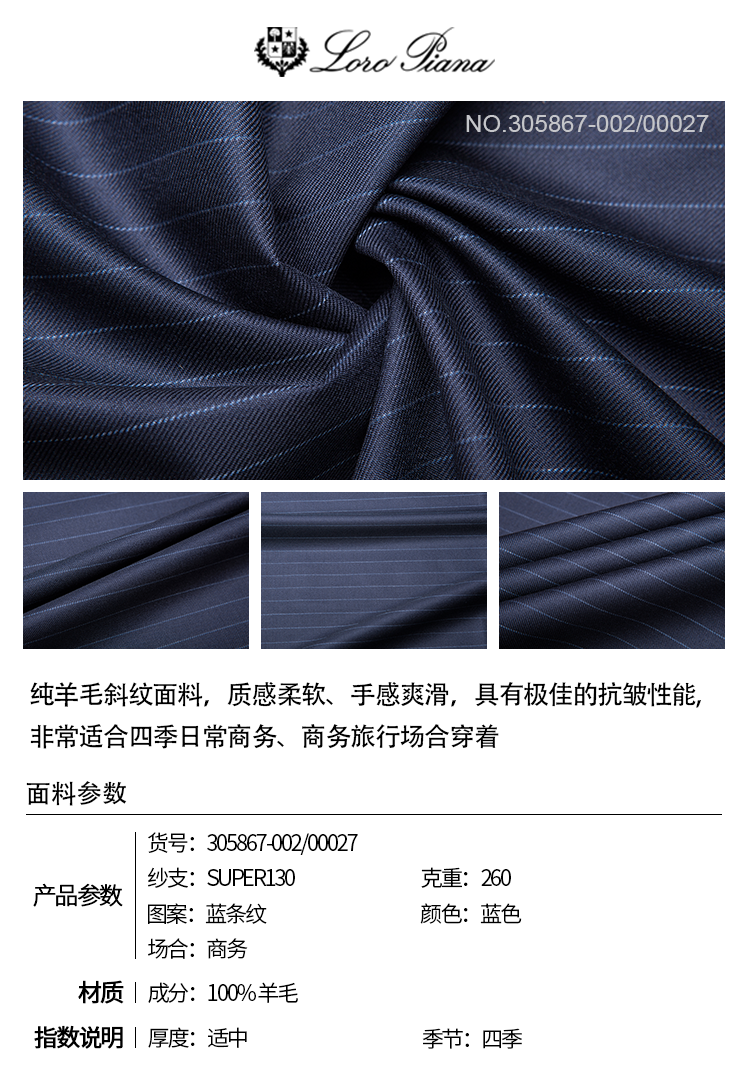 Loro Piana
NO.305867-002/00027
纯羊毛斜纹面料，质感柔软、手感爽滑，具有极佳的抗皱性能,
非常适合四季日常商务、商务旅行场合穿着
面料参数
产品参数
货号：305867-002/00027
纱支：SUPER130 克重：260
图案：蓝条纹 颜色：蓝色
场合：商务
材质 成分：100%羊毛
指数说明 厚度：适中 季节：四季